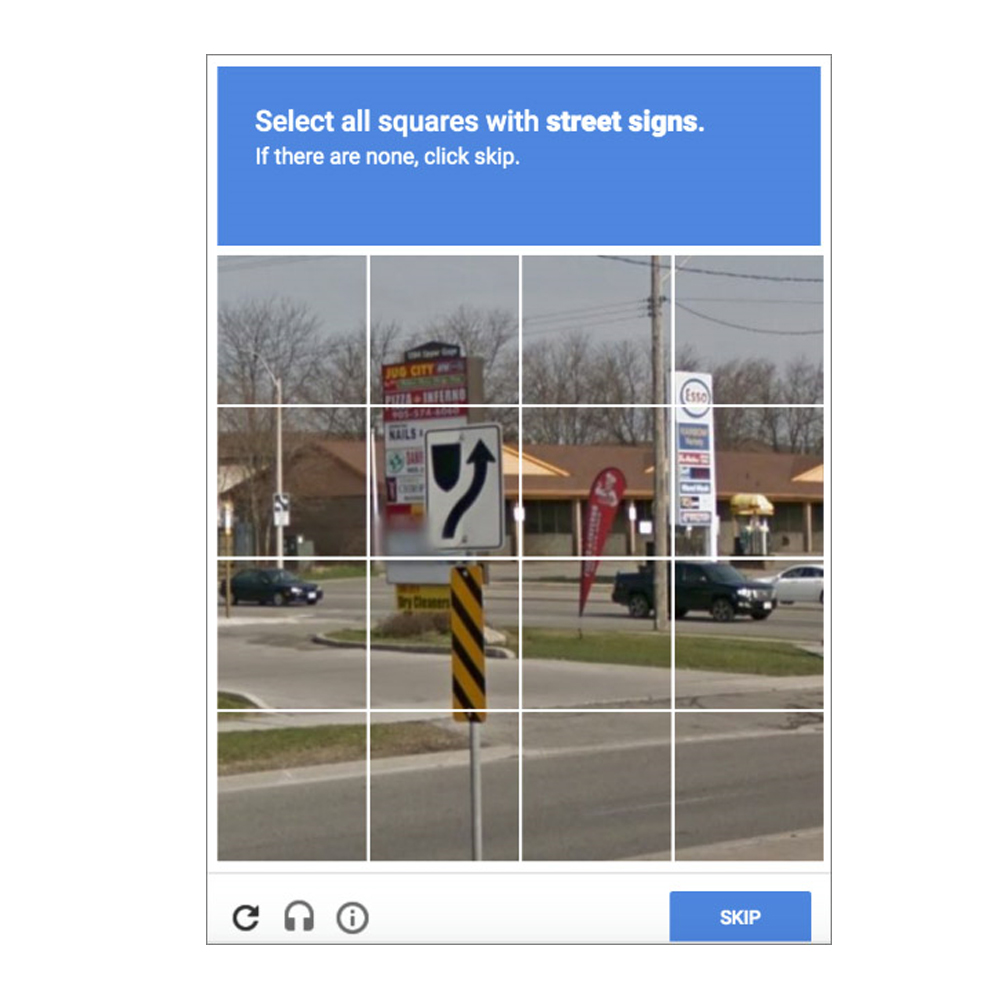 Select all squares with street signs.
If there are none, click skip.
JUG CITY
PIZZA INFERNO
905-574-6060
NAILS
Esso
Dry Cleaners
SKIP